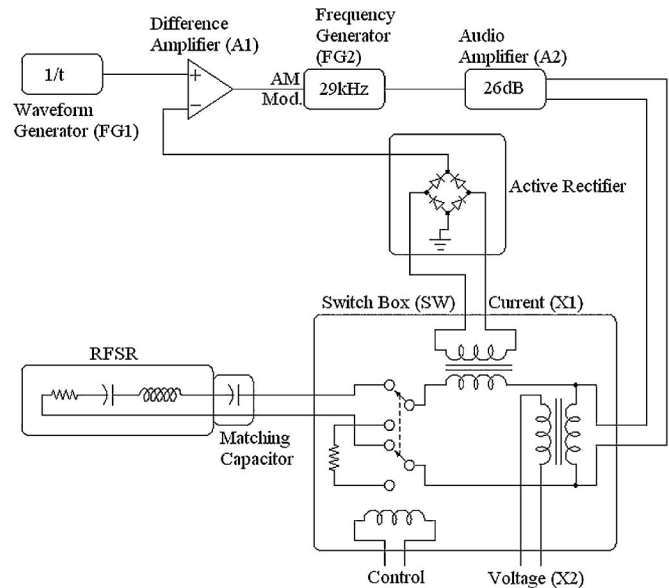 Difference
Amplifier (A1)
Frequency
Generator
(FG2)
Audio
Amplifier (A2)
1/t
+
−
AM
Mod.
29kHz
26dB
Waveform
Generator (FG1)
Active Rectifier
Switch Box (SW)
Current (X1)
RFSR
Matching
Capacitor
Control
Voltage (X2)